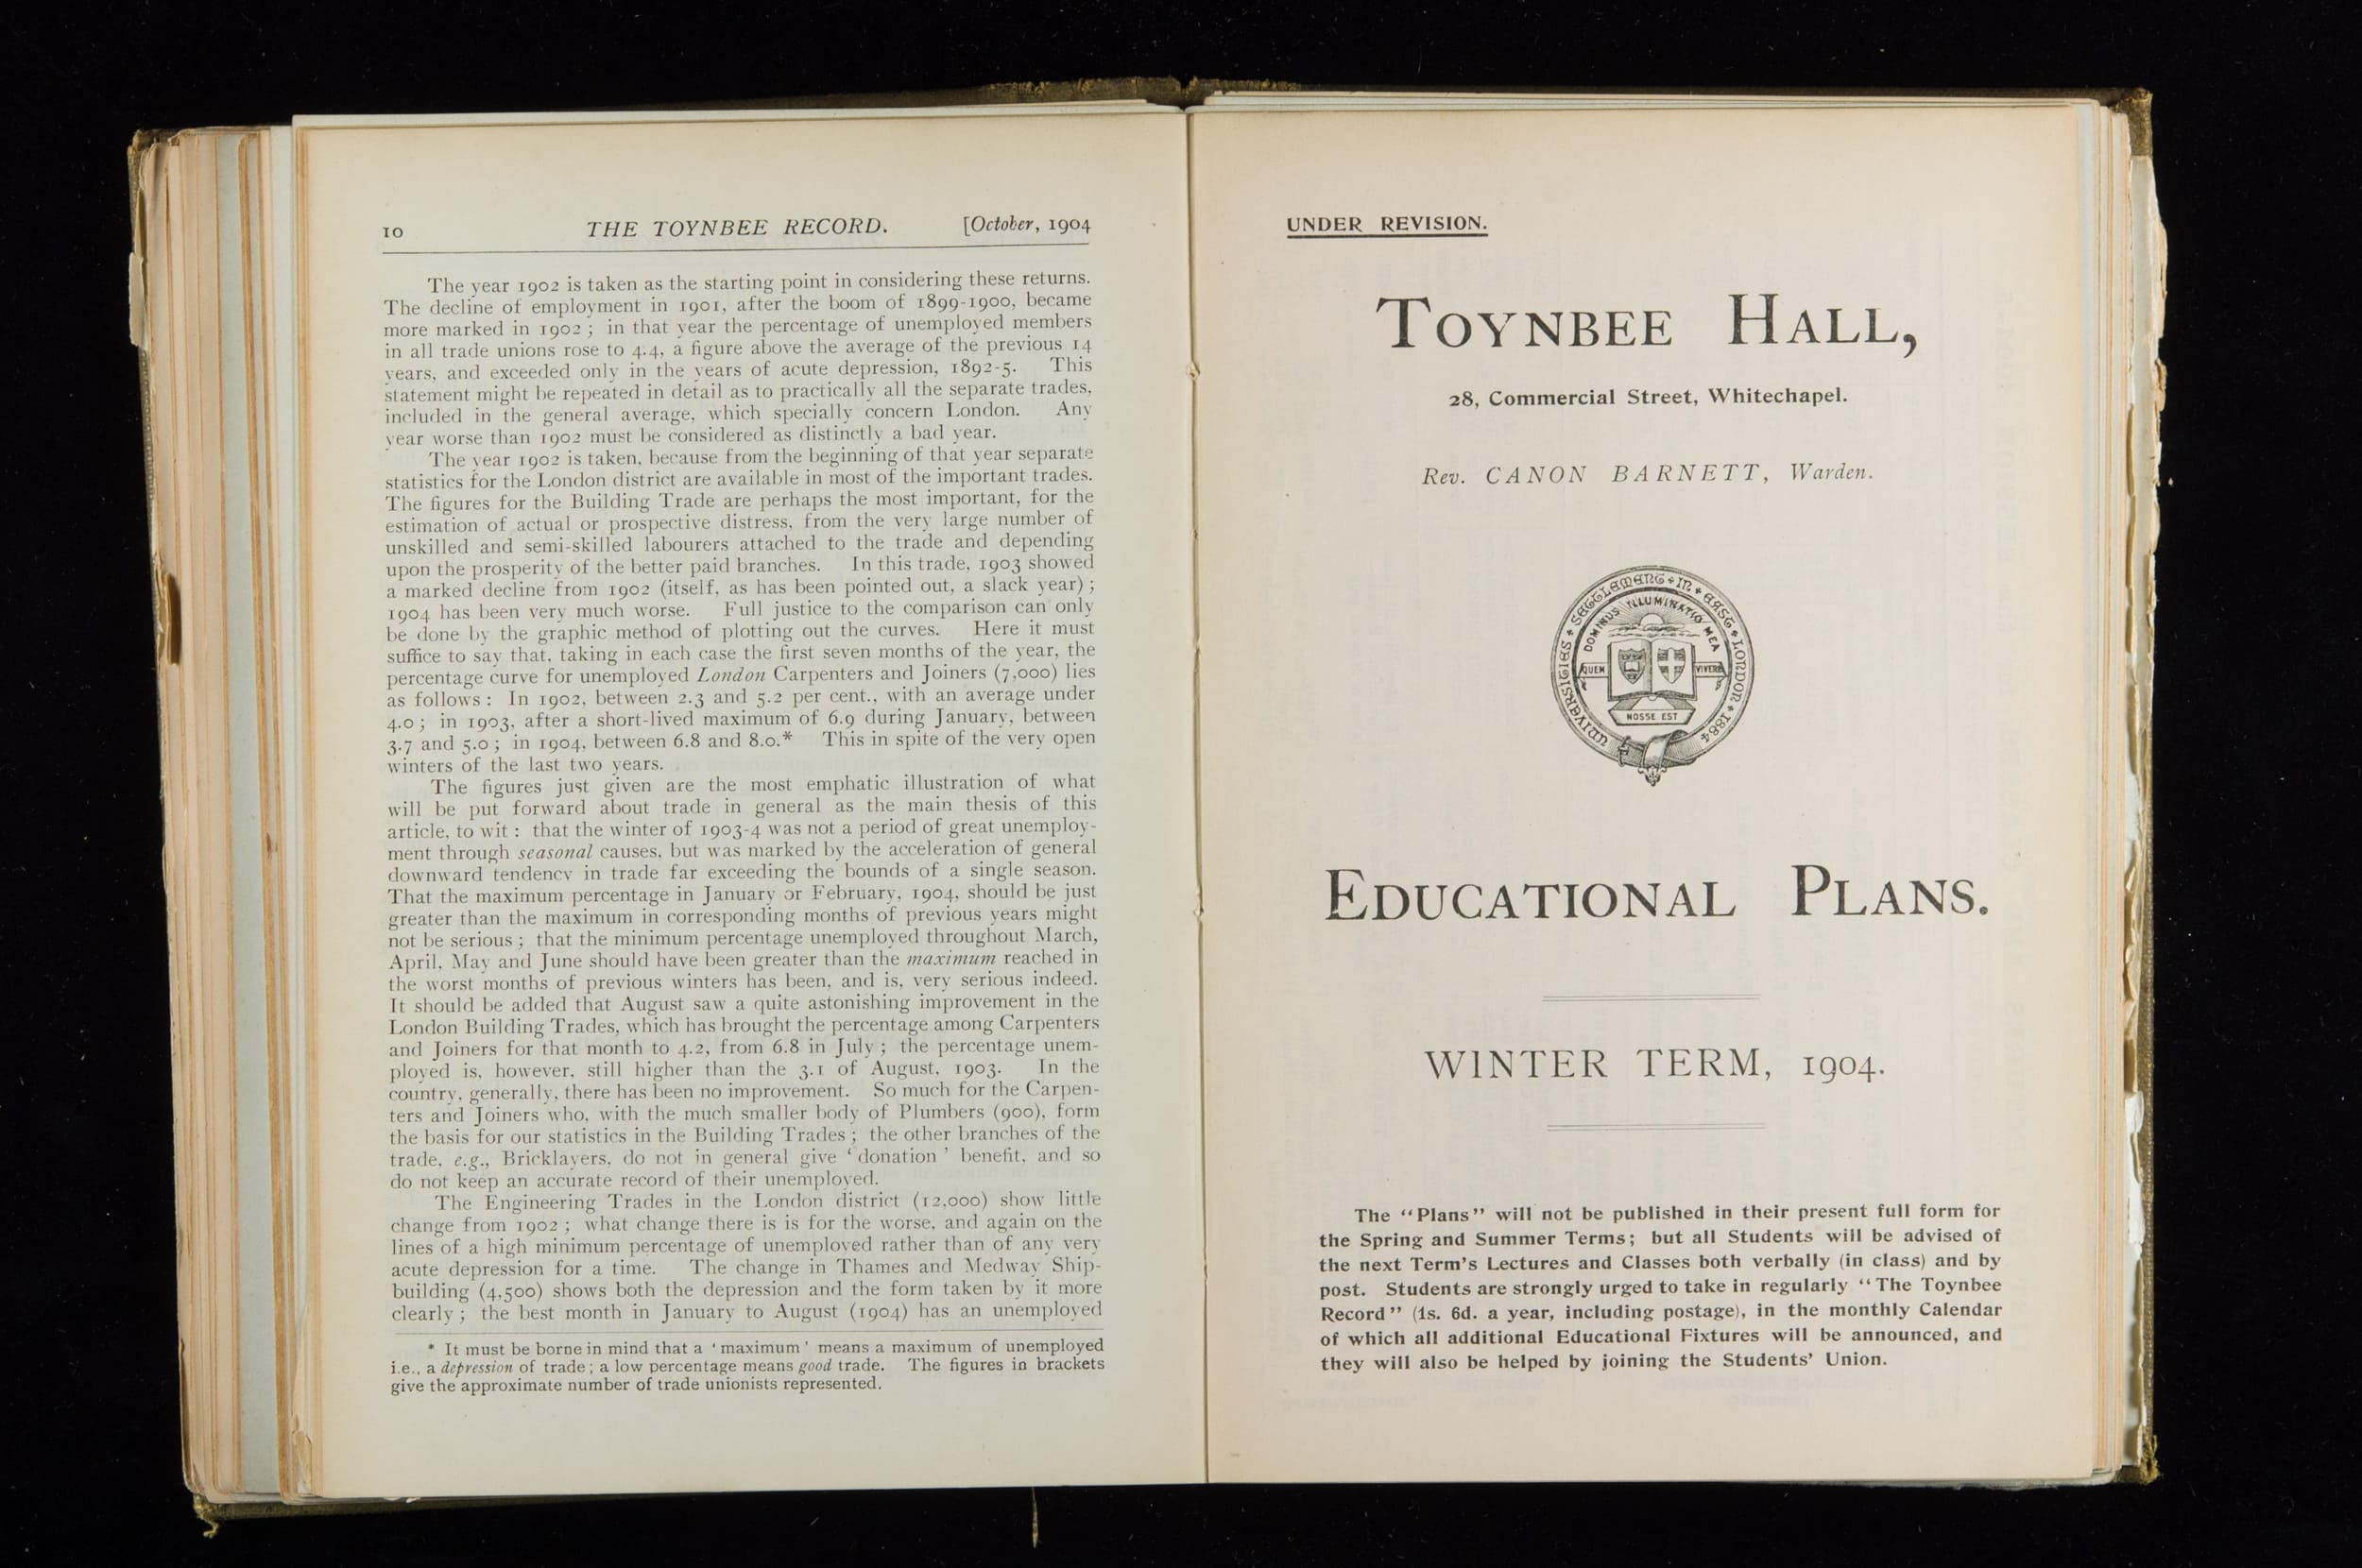 10 THE TOYNBEE RECORD. [October, 1904
The year 1902 is taken as the starting point in considering these returns.
The decline of employment in 1901, after the boom of 1899-1900, became
more marked in 1902 ; in that year the percentage of unemployed members
in all trade unions rose to 4.4, a figure above the average of the previous 14
years, and exceeded only in the years of acute depression, 1892-5. This
statement might be repeated in detail as to practically all the separate trades,
included in the general average, which specially concern London. Any
year worse than 1902 must be considered as distinctly a bad year.
The year 1902 is taken, because from the beginning of that year separate
statistics for the London district are available in most of the important trades.
The figures for the Building Trade are perhaps the most important, for the
estimation of actual or prospective distress, from the very large number of
unskilled and semi-skilled labourers attached to the trade and depending
upon the prosperity of the better paid branches. In this trade, 1903 showed
a marked decline from 1902 (itself, as has been pointed out, a slack year) ;
1904 has been very much worse. Full justice to the comparison can only
be done by the graphic method of plotting out the curves. Here it must
suffice to say that, taking in each case the first seven months of the year, the
percentage curve for unemployed London Carpenters and Joiners (7,000) lies
as follows : In 1902, between 2.3 and 5.2 per cent., with an average under
4.0 ; in 1903, after a short-lived maximum of 6.9 during January, between
3.7 and 5.0 ; in 1904, between 6.8 and 8.0.* This in spite of the very open
winters of the last two years.
The figures just given are the most emphatic illustration of what
will be put forward about trade in general as the main thesis of this
article, to wit : that the winter of 1903-4 was not a period of great unemploy-
ment through seasonal causes, but was marked by the acceleration of general
downward tendency in trade far exceeding the bounds of a single season.
That the maximum percentage in January or February, 1904, should be just
greater than the maximum in corresponding months of previous years might
not be serious ; that the minimum percentage unemployed throughout March,
April, May and June should have been greater than the maximum reached in
the worst months of previous winters has been, and is, very serious indeed.
It should be added that August saw a quite astonishing improvement in the
London Building Trades, which has brought the percentage among Carpenters
and Joiners for that month to 4.2, from 6.8 in July ; the percentage unem-
ployed is, however, still higher than the 3.1 of August, 1903. In the
country, generally, there has been no improvement. So much for the Carpen-
ters and Joiners who, with the much smaller body of Plumbers (900), form
the basis for our statistics in the Building Trades ; the other branches of the
trade, e.g., Bricklayers, do not in general give ‘ donation ’ benefit, and so
do not keep an accurate record of their unemployed.
The Engineering Trades in the London district (12,000) show little
change from 1902 ; what change there is is for the worse, and again on the
lines of a high minimum percentage of unemployed rather than of any very
acute depression for a time. The change in Thames and Medway Ship-
building (4,500) shows both the depression and the form taken by it more
clearly ; the best month in January to August (1904) has an unemployed
* It must be borne in mind that a ‘ maximum ’ means a maximum of unemployed
i.e., a depression of trade ; a low percentage means good trade. The figures in brackets
give the approximate number of trade unionists represented.
UNDER REVISION.
TOYNBEE HALL,
28, Commercial Street, Whitechapel.
Rev. CANON BARNETT, Warden.
UNIVERSITIES + SETTLEMENT + IN + EAST + LONDON + 1884
DOMINUS ILLUMINATIO MEA
QUEM VIVERE
NOSSE EST
EDUCATIONAL PLANS.
WINTER TERM, 1904.
The “Plans” will not be published in their present full form for
the Spring and Summer Terms; but all Students will be advised of
the next Term’s Lectures and Classes both verbally (in class) and by
post. Students are strongly urged to take in regularly “The Toynbee
Record” (1s. 6d. a year, including postage), in the monthly Calendar
of which all additional Educational Fixtures will be announced, and
they will also be helped by joining the Students’ Union.